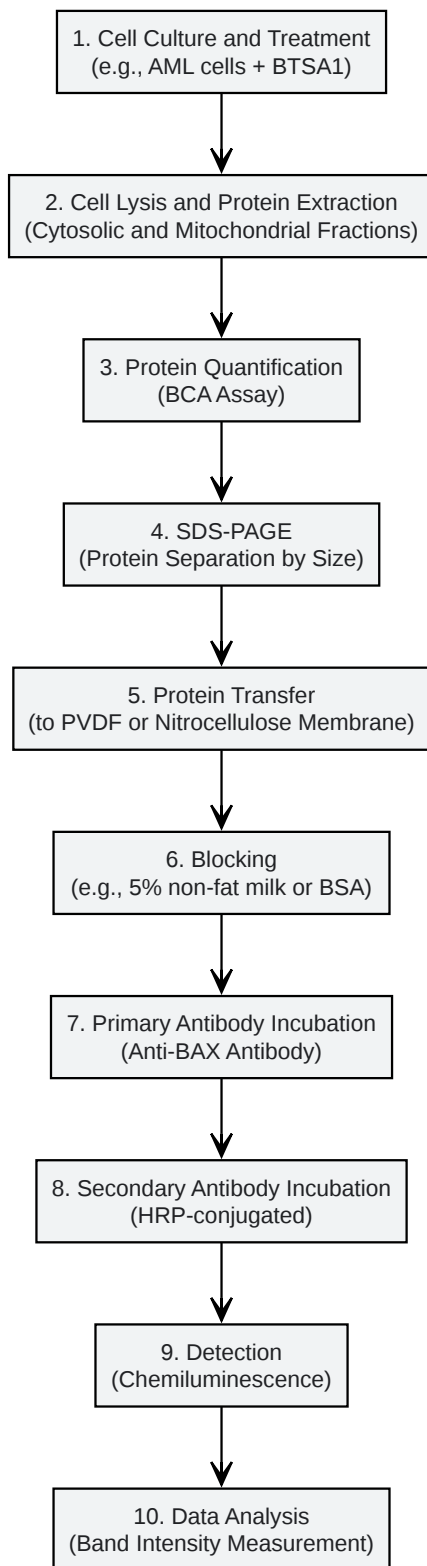 1. Cell Culture and Treatment
(e.g., AML cells + BTSA1)
2. Cell Lysis and Protein Extraction
(Cytosolic and Mitochondrial Fractions)
3. Protein Quantification
(BCA Assay)
4. SDS-PAGE
(Protein Separation by Size)
5. Protein Transfer
(to PVDF or Nitrocellulose Membrane)
6. Blocking
(e.g., 5% non-fat milk or BSA)
7. Primary Antibody Incubation
(Anti-BAX Antibody)
8. Secondary Antibody Incubation
(HRP-conjugated)
9. Detection
(Chemiluminescence)
10. Data Analysis
(Band Intensity Measurement)